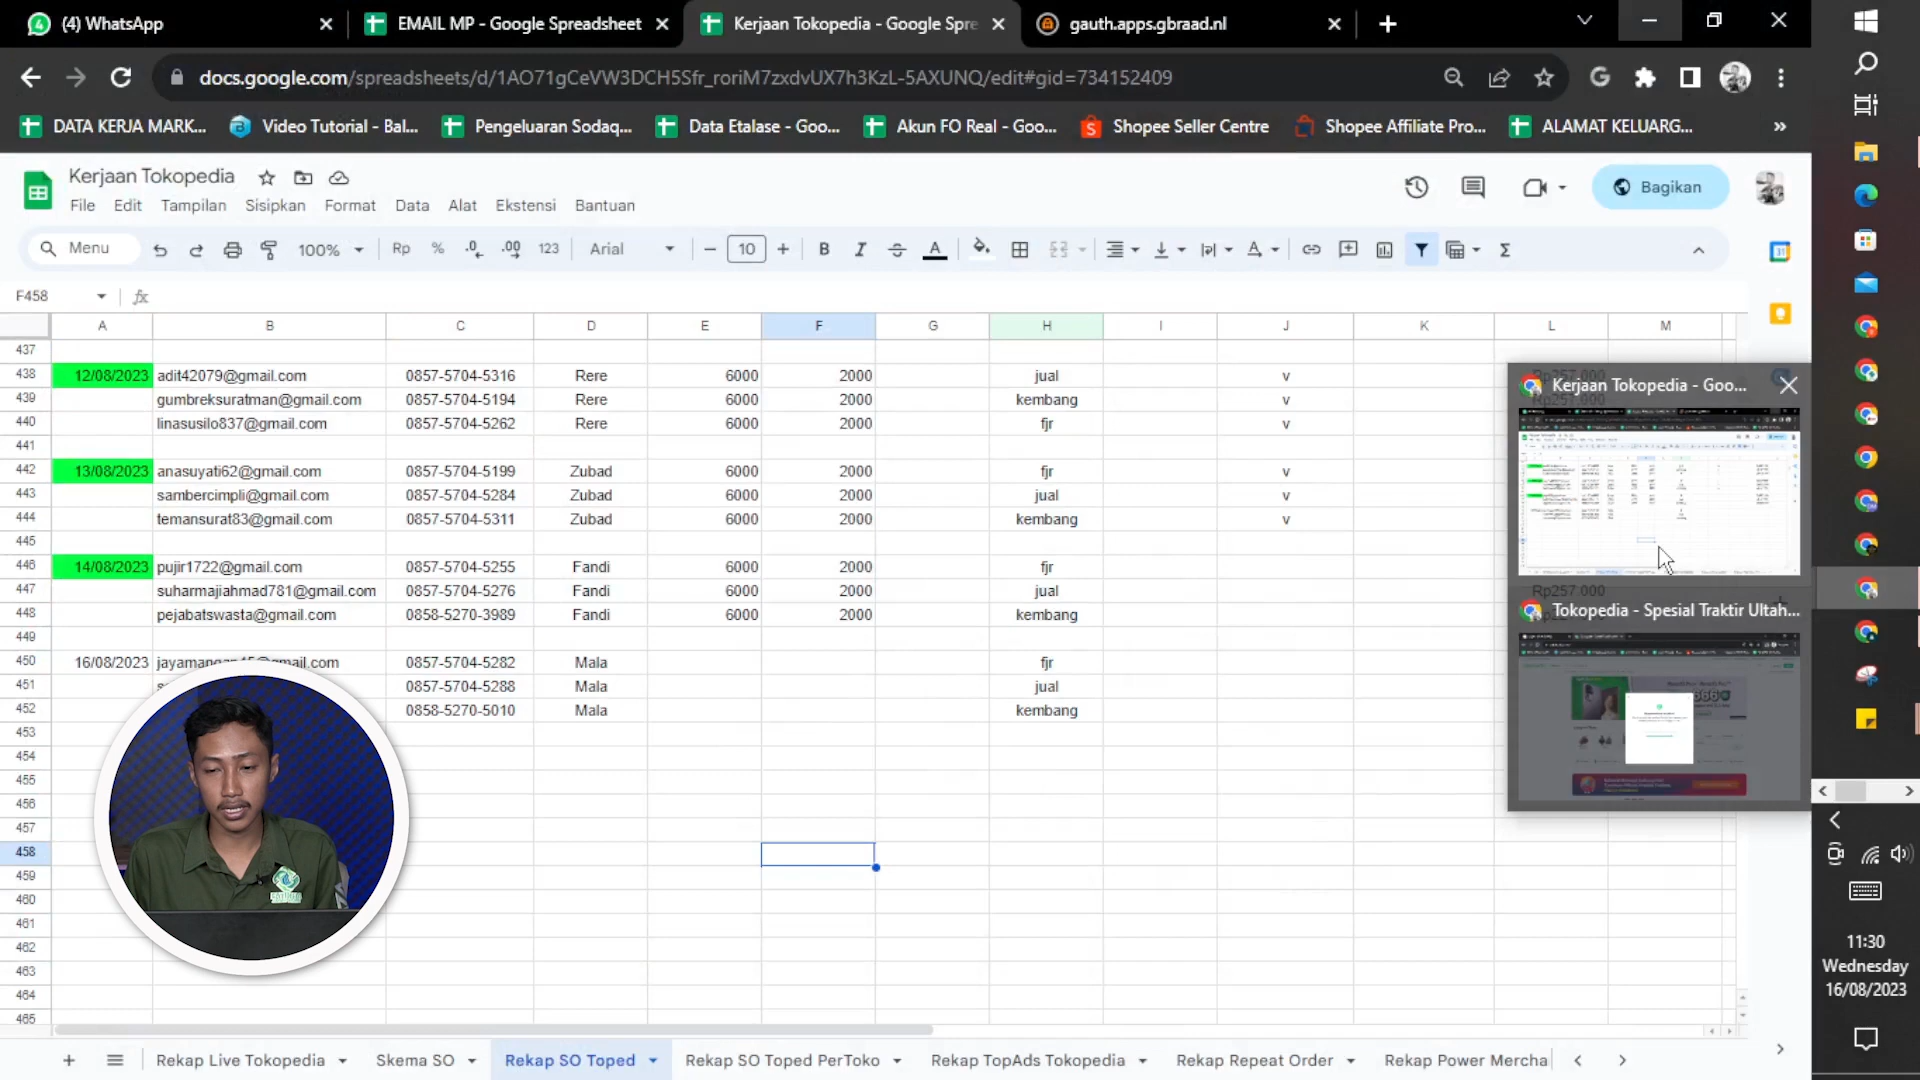 (4) WhatsApp
EMAIL MP - Google Spreadsheet
Kerjaan Tokopedia - Google Spre
gauth.apps.gbraad.nl
docs.google.com/spreadsheets/d/1AO71gCeVW3DCH5Sfr_roriM7zxdvUX7h3KzL-5AXUNQ/edit#gid=734152409
DATA KERJA MARK...
Video Tutorial - Bal...
Pengeluaran Sodaq...
Data Etalase - Goo...
Akun FO Real - Goo...
Shopee Seller Centre
Shopee Affiliate Pro...
ALAMAT KELUARG...
Kerjaan Tokopedia
Bagikan
File Edit Tampilan Sisipkan Format Data Alat Ekstensi Bantuan
Menu 100% Rp % .0 .00 123 Arial 10 B I A
F458 fx
A B C D E F G H I J K L M
437
438 12/08/2023 adit42079@gmail.com 0857-5704-5316 Rere 6000 2000 jual v
439 gumbreksuratman@gmail.com 0857-5704-5194 Rere 6000 2000 kembang v Rp257.000
440 linasusilo837@gmail.com 0857-5704-5262 Rere 6000 2000 fjr v
441
442 13/08/2023 anasuyati62@gmail.com 0857-5704-5199 Zubad 6000 2000 fjr v
443 sambercimpli@gmail.com 0857-5704-5284 Zubad 6000 2000 jual v
444 temansurat83@gmail.com 0857-5704-5311 Zubad 6000 2000 kembang v
445
446 14/08/2023 pujir1722@gmail.com 0857-5704-5255 Fandi 6000 2000 fjr
447 suharmajiahmad781@gmail.com 0857-5704-5276 Fandi 6000 2000 jual Rp257.000
448 pejabatswasta@gmail.com 0858-5270-3989 Fandi 6000 2000 kembang
449
450 16/08/2023 jayamangan45@gmail.com 0857-5704-5282 Mala fjr
451 0857-5704-5288 Mala jual
452 0858-5270-5010 Mala kembang
453
454
455
456
457
458
459
460
461
462
463
464
465
Kerjaan Tokopedia - Goo...
Tokopedia - Spesial Traktir Ultah...
Rekap Live Tokopedia
Skema SO
Rekap SO Toped
Rekap SO Toped PerToko
Rekap TopAds Tokopedia
Rekap Repeat Order
Rekap Power Mercha
11:30
Wednesday
16/08/2023